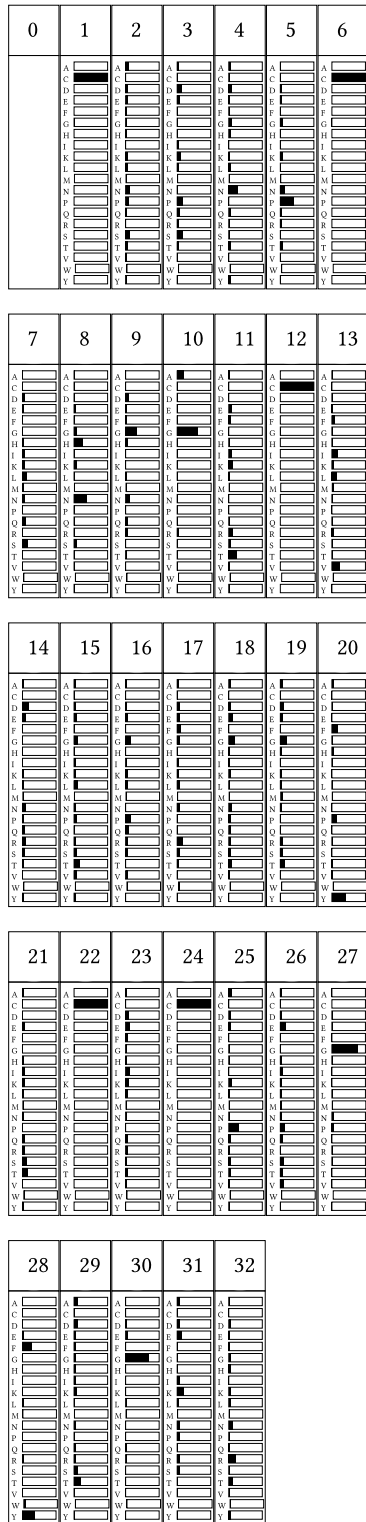 0 1 2 3 4 5 6
A A A A A A
C C C C C C
D D D D D D
E E E E E E
F F F F F F
G G G G G G
H H H H H H
I I I I I I
K K K K K K
L L L L L L
M M M M M M
N N N N N N
P P P P P P
Q Q Q Q Q Q
R R R R R R
S S S S S S
T T T T T T
V V V V V V
W W W W W W
Y Y Y Y Y Y
7 8 9 10 11 12 13
A A A A A A A
C C C C C C C
D D D D D D D
E E E E E E E
F F F F F F F
G G G G G G G
H H H H H H H
I I I I I I I
K K K K K K K
L L L L L L L
M M M M M M M
N N N N N N N
P P P P P P P
Q Q Q Q Q Q Q
R R R R R R R
S S S S S S S
T T T T T T T
V V V V V V V
W W W W W W W
Y Y Y Y Y Y Y
14 15 16 17 18 19 20
A A A A A A A
C C C C C C C
D D D D D D D
E E E E E E E
F F F F F F F
G G G G G G G
H H H H H H H
I I I I I I I
K K K K K K K
L L L L L L L
M M M M M M M
N N N N N N N
P P P P P P P
Q Q Q Q Q Q Q
R R R R R R R
S S S S S S S
T T T T T T T
V V V V V V V
W W W W W W W
Y Y Y Y Y Y Y
21 22 23 24 25 26 27
A A A A A A A
C C C C C C C
D D D D D D D
E E E E E E E
F F F F F F F
G G G G G G G
H H H H H H H
I I I I I I I
K K K K K K K
L L L L L L L
M M M M M M M
N N N N N N N
P P P P P P P
Q Q Q Q Q Q Q
R R R R R R R
S S S S S S S
T T T T T T T
V V V V V V V
W W W W W W W
Y Y Y Y Y Y Y
28 29 30 31 32
A A A A A
C C C C C
D D D D D
E E E E E
F F F F F
G G G G G
H H H H H
I I I I I
K K K K K
L L L L L
M M M M M
N N N N N
P P P P P
Q Q Q Q Q
R R R R R
S S S S S
T T T T T
V V V V V
W W W W W
Y Y Y Y Y